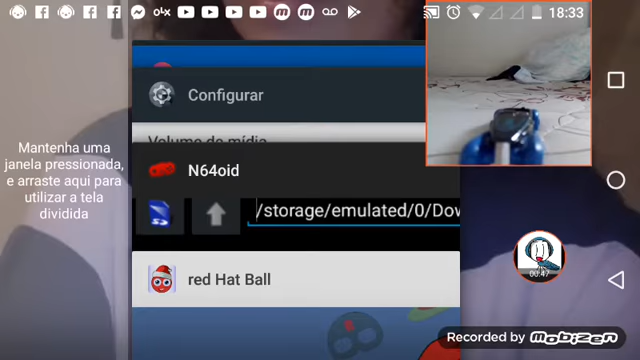 OLX
18:33
Configurar
Volume de mídia
Mantenha uma
janela pressionada,
e arraste aqui para
utilizar a tela
dividida
N64oid
/storage/emulated/0/Dow
red Hat Ball
00:47
Recorded by mobizen